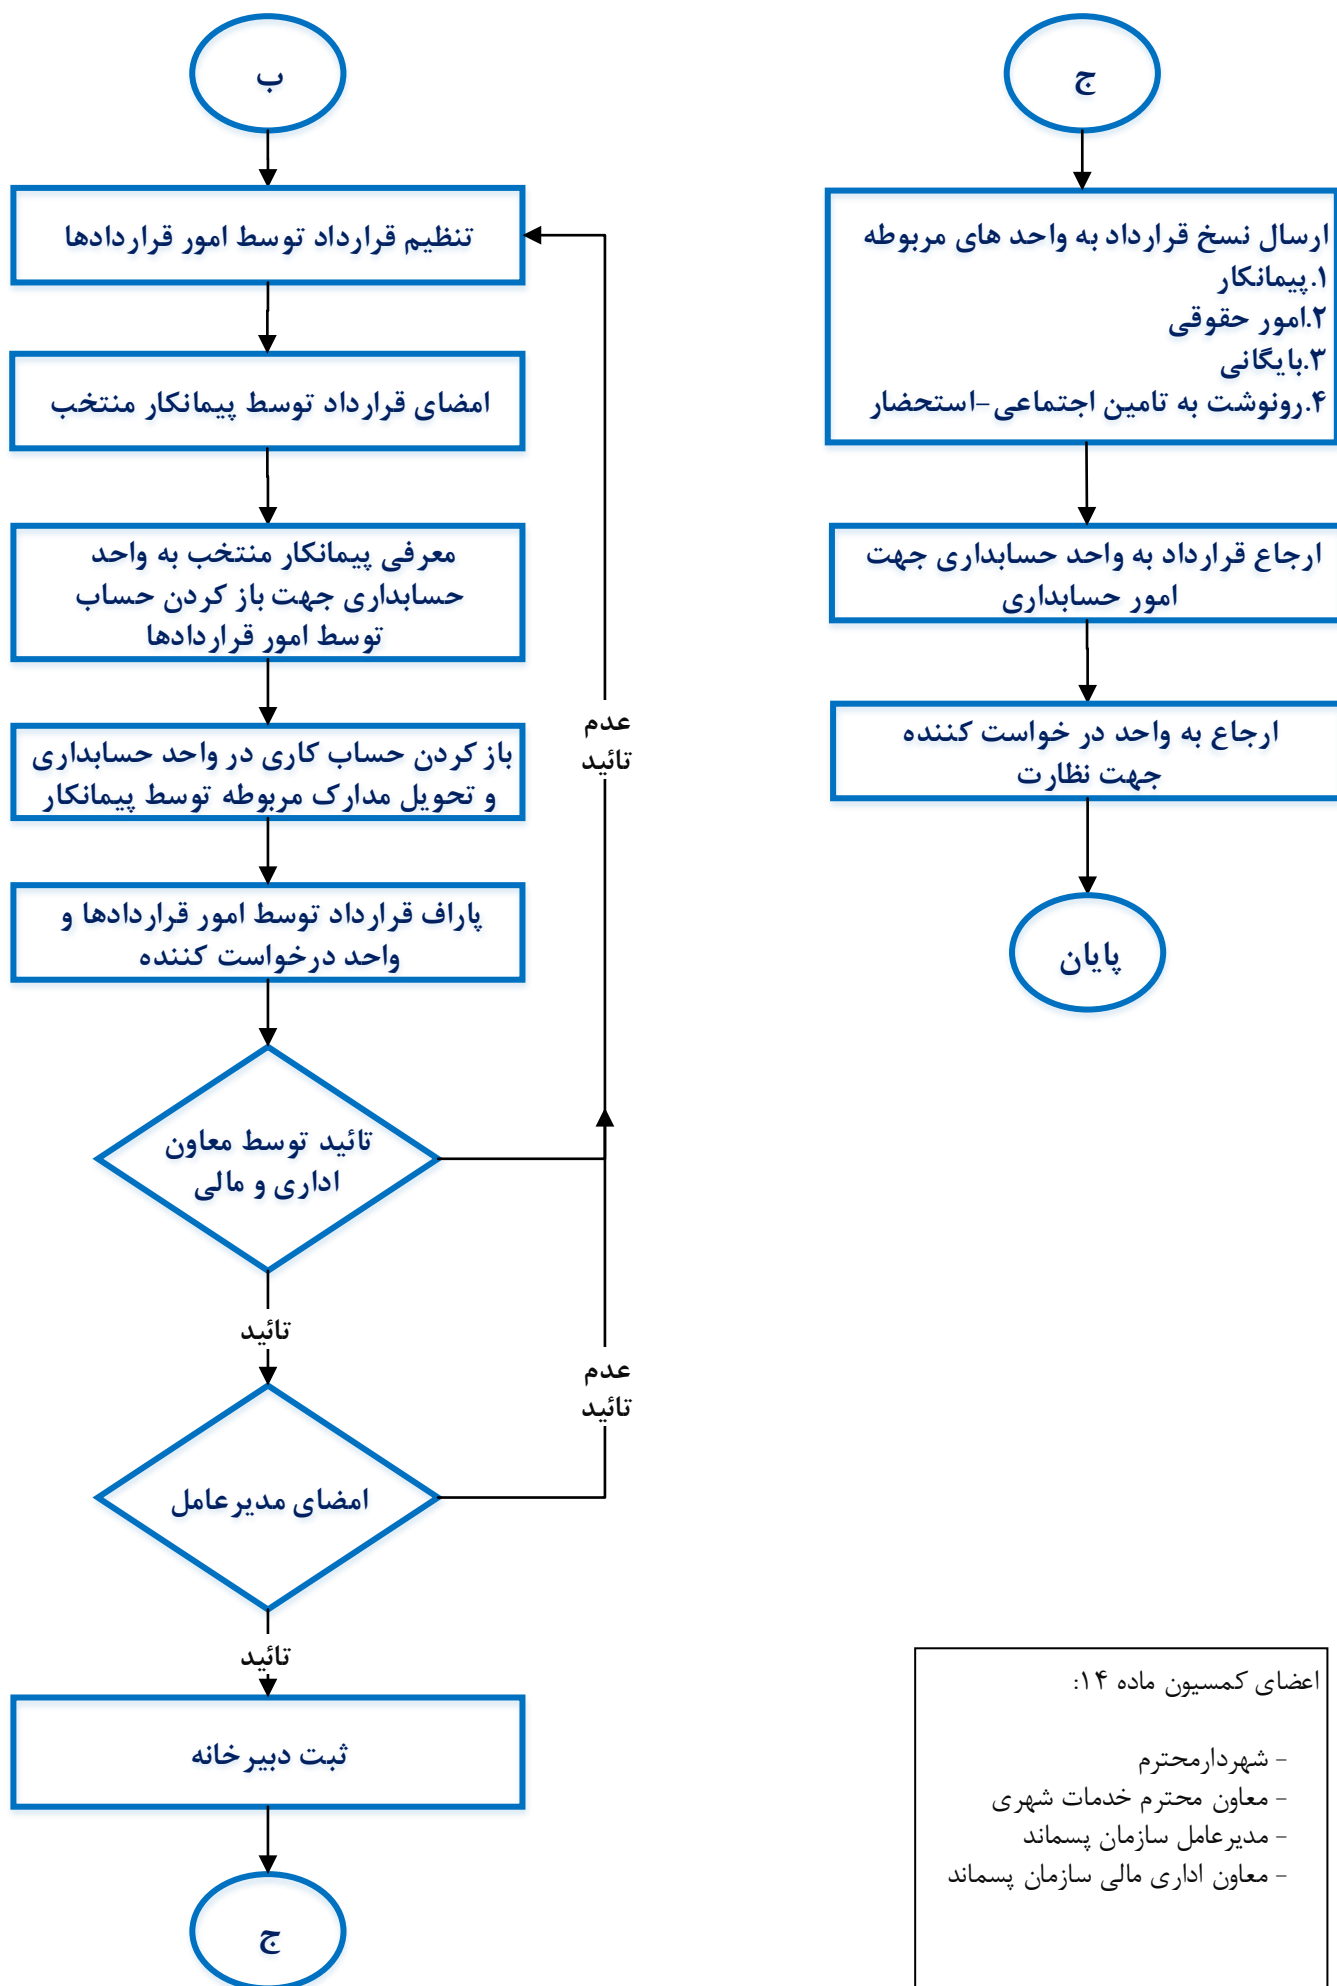 ب
تنظیم قرارداد توسط امور قراردادها
امضای قرارداد توسط پیمانکار منتخب
معرفی پیمانکار منتخب به واحد
حسابداری جهت باز کردن حساب
توسط امور قراردادها
باز کردن حساب کاری در واحد حسابداری
و تحویل مدارک مربوطه توسط پیمانکار
پاراف قرارداد توسط امور قراردادها و
واحد درخواست کننده
عدم
تائید
تائید توسط معاون
اداری و مالی
تائید
عدم
تائید
امضای مدیرعامل
تائید
ثبت دبیرخانه
ج
ج
ارسال نسخ قرارداد به واحد های مربوطه
۱.پیمانکار
۲.امور حقوقی
۳.بایگانی
۴.رونوشت به تامین اجتماعی-استحضار
ارجاع قرارداد به واحد حسابداری جهت
امور حسابداری
ارجاع به واحد در خواست کننده
جهت نظارت
پایان
اعضای کمسیون ماده ۱۴:
- شهردارمحترم
- معاون محترم خدمات شهری
- مدیرعامل سازمان پسماند
- معاون اداری مالی سازمان پسماند